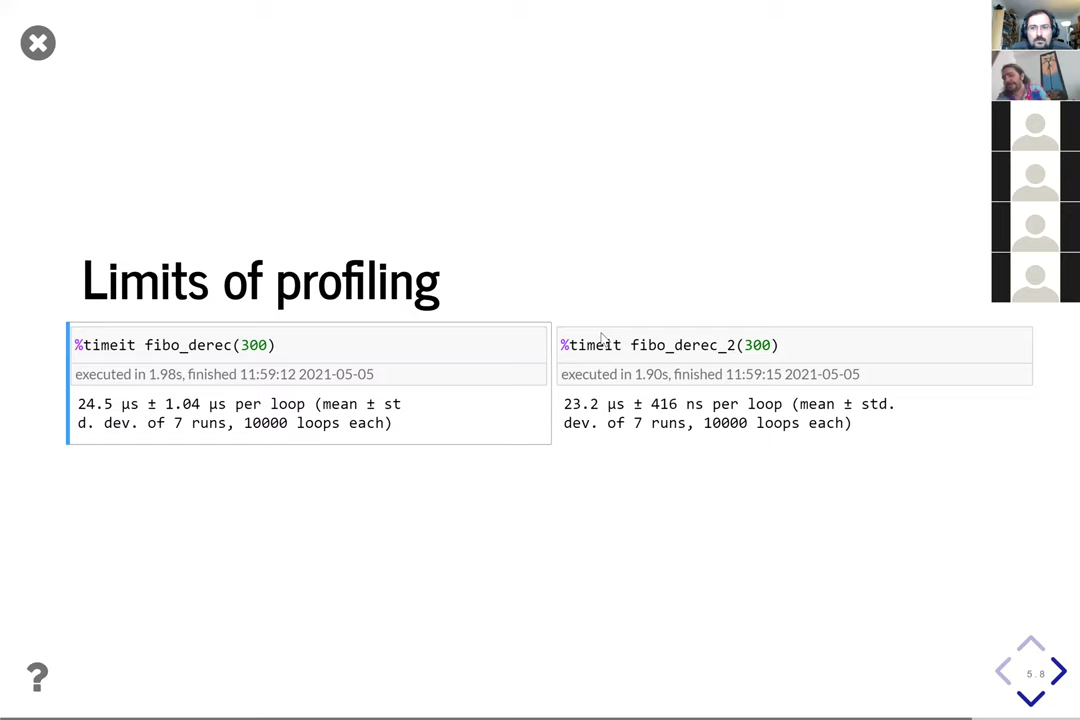 Limits of profiling
%timeit fibo_derec(300)
executed in 1.98s, finished 11:59:12 2021-05-05
24.5 µs ± 1.04 µs per loop (mean ± st
d. dev. of 7 runs, 10000 loops each)
%timeit fibo_derec_2(300)
executed in 1.90s, finished 11:59:15 2021-05-05
23.2 µs ± 416 ns per loop (mean ± std.
dev. of 7 runs, 10000 loops each)
?
5.8